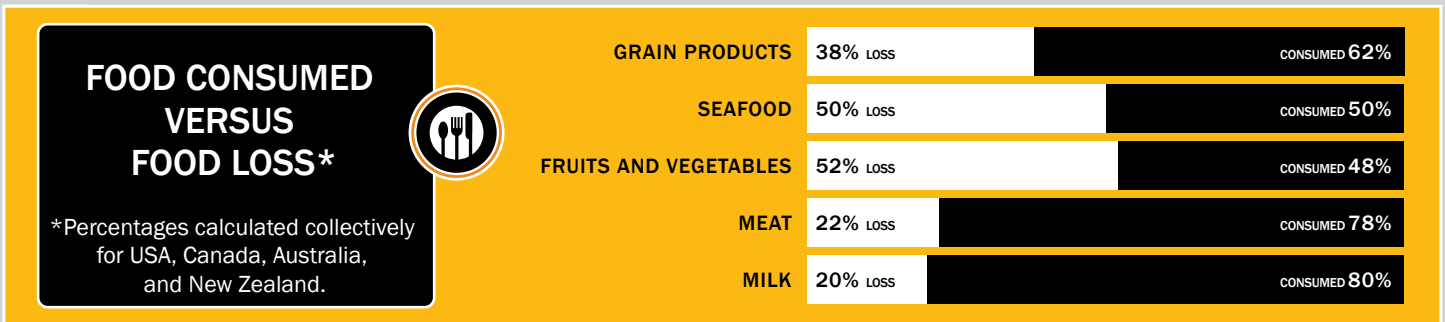 FOOD CONSUMED
VERSUS
FOOD LOSS*
*Percentages calculated collectively
for USA, Canada, Australia,
and New Zealand.
GRAIN PRODUCTS 38% LOSS CONSUMED 62%
SEAFOOD 50% LOSS CONSUMED 50%
FRUITS AND VEGETABLES 52% LOSS CONSUMED 48%
MEAT 22% LOSS CONSUMED 78%
MILK 20% LOSS CONSUMED 80%